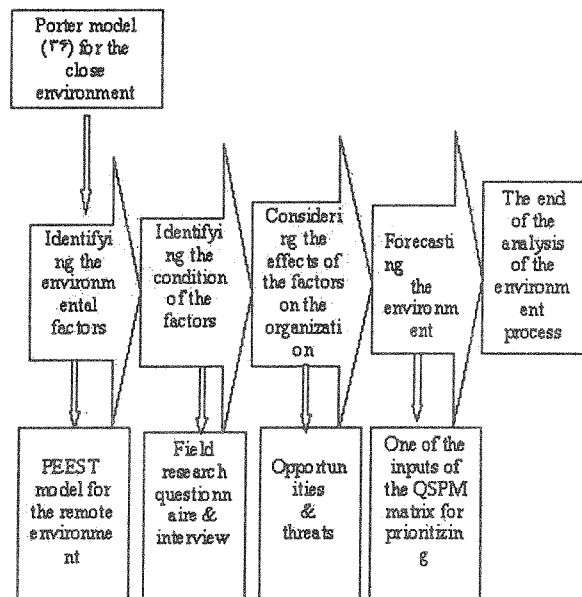 Porter model
(۳۶) for the
close
environment
Identifyi
ng the
environm
ental
factors
Identifyi
ng the
condition
of the
factors
Consideri
ng the
effects of
the factors
on the
organizati
on
Forecasti
ng
the
environm
ent
The end
of the
analysis
of the
environm
ent
process
PEEST
model for
the remote
environme
nt
Field
research
questionn
aire &
interview
Opportun
ities
&
threats
One of the
inputs of
the QSPM
matrix for
prioritizin
g